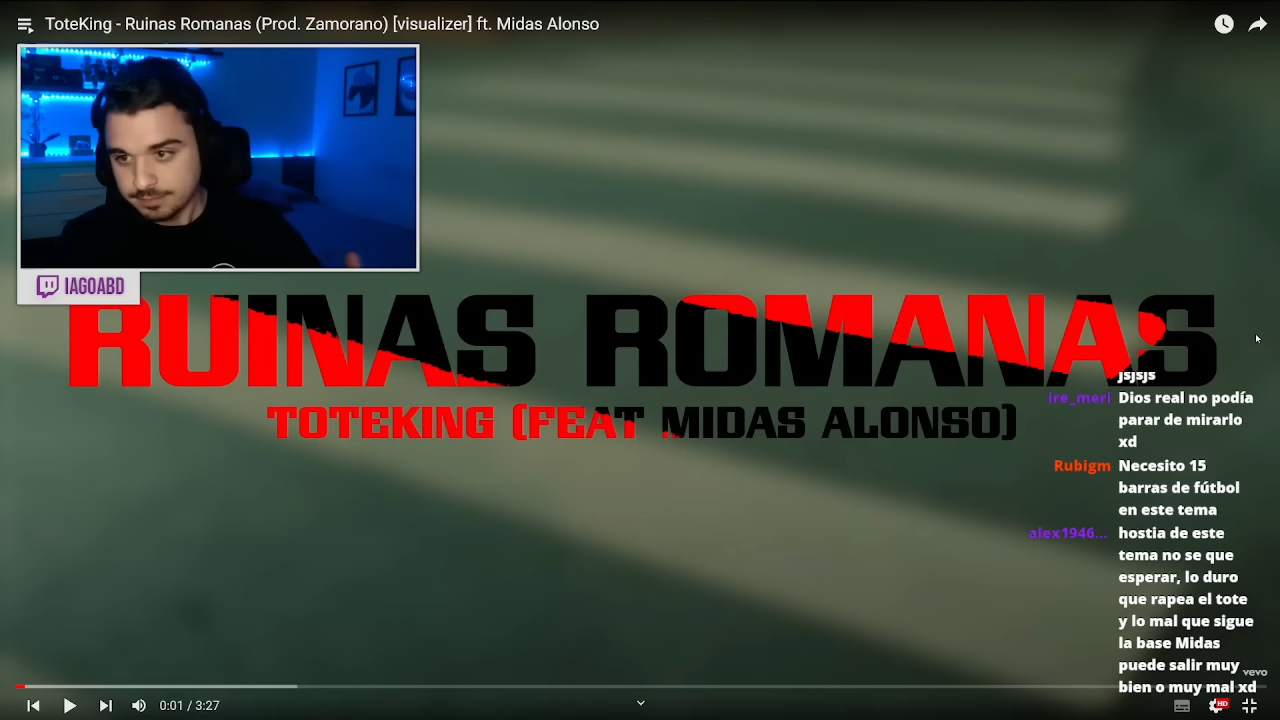 ToteKing - Ruinas Romanas (Prod. Zamorano) [visualizer] ft. Midas Alonso
IAGOABD
RUINAS ROMANAS
TOTEKING (FEAT. MIDAS ALONSO)
jsjsjs
ire_meri Dios real no podía
parar de mirarlo
xd
Rubigm Necesito 15
barras de fútbol
en este tema
alex1946... hostia de este
tema no se que
esperar, lo duro
que rapea el tote
y lo mal que sigue
la base Midas
puede salir muy
bien o muy mal xd
vevo
0:01 / 3:27
HD